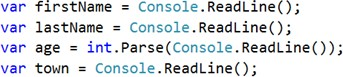 var firstName = Console.ReadLine();
var lastName = Console.ReadLine();
var age = int.Parse(Console.ReadLine());
var town = Console.ReadLine();